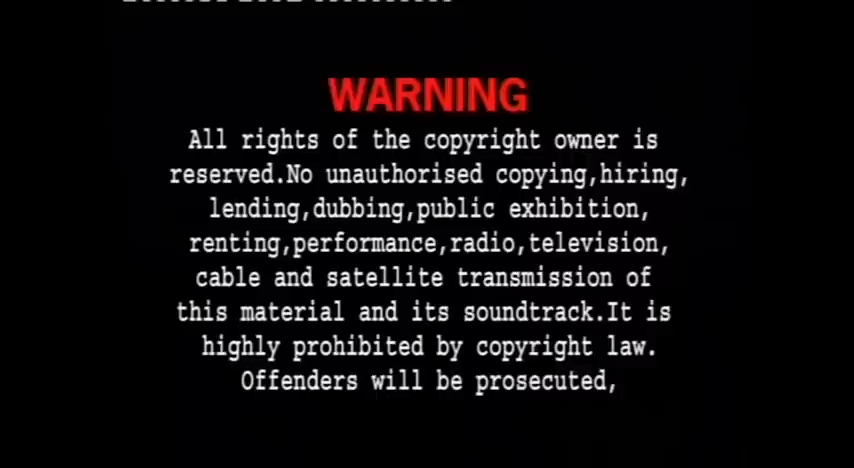 WARNING
All rights of the copyright owner is
reserved.No unauthorised copying,hiring,
lending,dubbing,public exhibition,
renting,performance,radio,television,
cable and satellite transmission of
this material and its soundtrack.It is
highly prohibited by copyright law.
Offenders will be prosecuted,